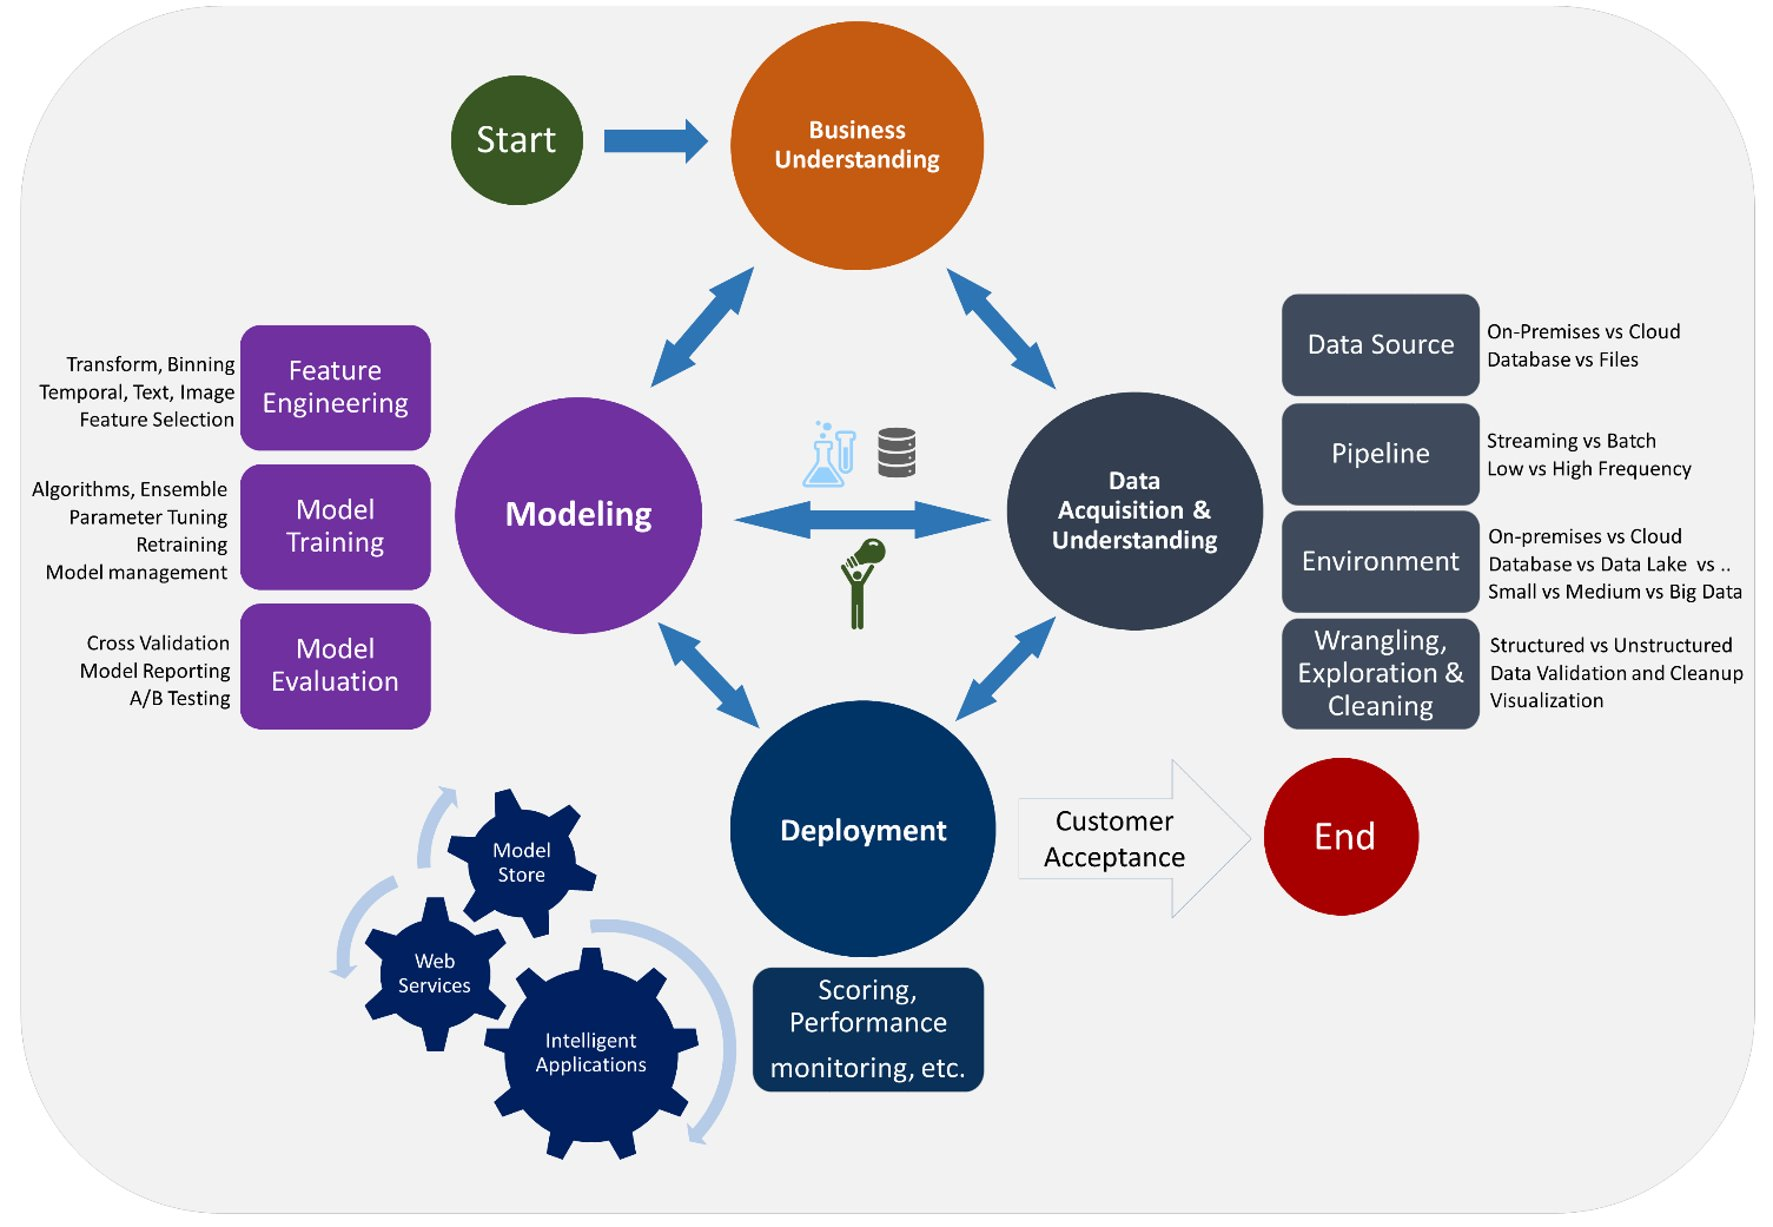 Start
Business
Understanding
Feature
Engineering
Transform, Binning
Temporal, Text, Image
Feature Selection
Model
Training
Algorithms, Ensemble
Parameter Tuning
Retraining
Model management
Model
Evaluation
Cross Validation
Model Reporting
A/B Testing
Modeling
Data
Acquisition &
Understanding
Data Source
On-Premises vs Cloud
Database vs Files
Pipeline
Streaming vs Batch
Low vs High Frequency
Environment
On-premises vs Cloud
Database vs Data Lake vs ..
Small vs Medium vs Big Data
Wrangling,
Exploration &
Cleaning
Structured vs Unstructured
Data Validation and Cleanup
Visualization
Deployment
Customer
Acceptance
End
Model
Store
Web
Services
Intelligent
Applications
Scoring,
Performance
monitoring, etc.